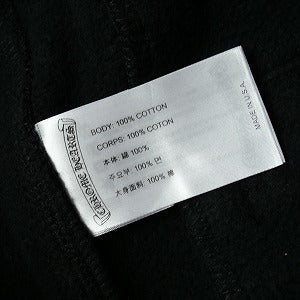 CHROME HEARTS
BODY: 100% COTTON
CORPS: 100% COTON
本体: 綿 100%
주요부: 100% 면
大身面料: 100% 棉
MADE IN U.S.A.